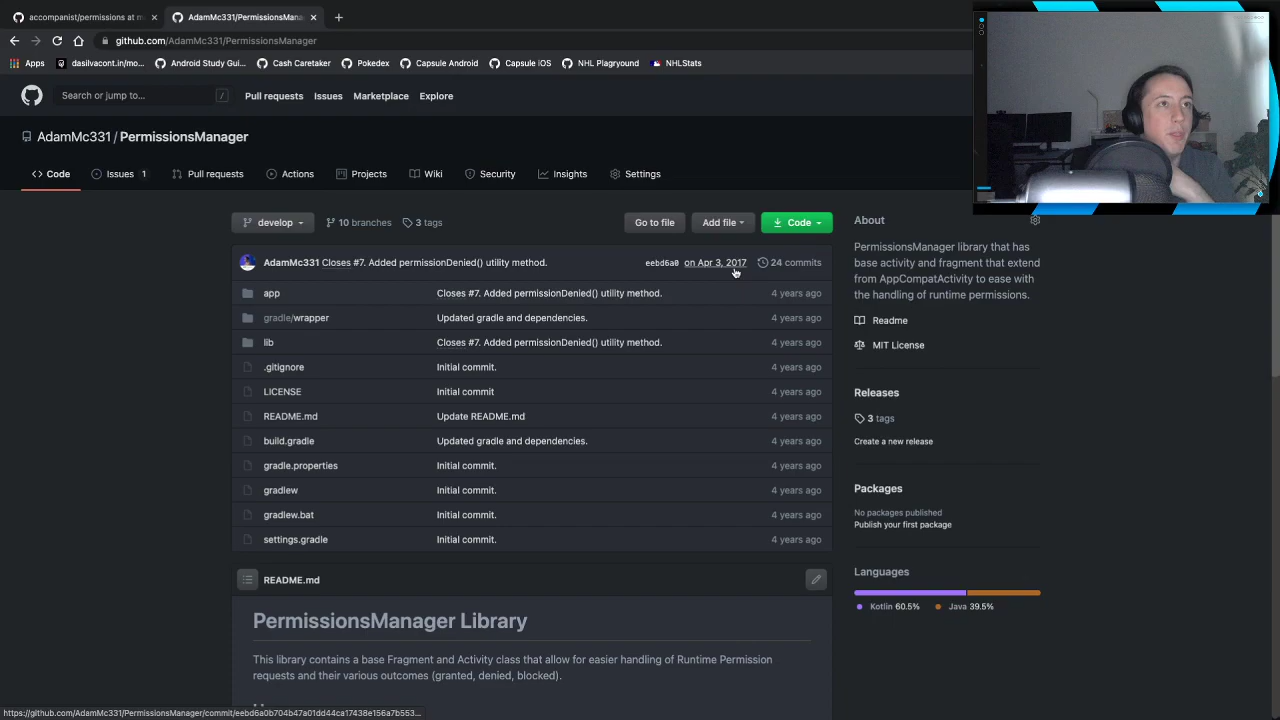 accompanist/permissions at m
AdamMc331/PermissionsMana
github.com/AdamMc331/PermissionsManager
Apps
dasilvacont.in/mo...
Android Study Gui...
Cash Caretaker
Pokedex
Capsule Android
Capsule iOS
NHL Plagryound
NHLStats
Search or jump to...
/
Pull requests
Issues
Marketplace
Explore
AdamMc331 / PermissionsManager
Code
Issues 1
Pull requests
Actions
Projects
Wiki
Security
Insights
Settings
develop
10 branches
3 tags
Go to file
Add file
Code
AdamMc331 Closes #7. Added permissionDenied() utility method.
eebd6a0 on Apr 3, 2017
24 commits
app Closes #7. Added permissionDenied() utility method. 4 years ago
gradle/wrapper Updated gradle and dependencies. 4 years ago
lib Closes #7. Added permissionDenied() utility method. 4 years ago
.gitignore Initial commit. 4 years ago
LICENSE Initial commit 4 years ago
README.md Update README.md 4 years ago
build.gradle Updated gradle and dependencies. 4 years ago
gradle.properties Initial commit. 4 years ago
gradlew Initial commit. 4 years ago
gradlew.bat Initial commit. 4 years ago
settings.gradle Initial commit. 4 years ago
README.md
PermissionsManager Library
This library contains a base Fragment and Activity class that allow for easier handling of Runtime Permission
requests and their various outcomes (granted, denied, blocked).
About
PermissionsManager library that has
base activity and fragment that extend
from AppCompatActivity to ease with
the handling of runtime permissions.
Readme
MIT License
Releases
3 tags
Create a new release
Packages
No packages published
Publish your first package
Languages
Kotlin 60.5%
Java 39.5%
https://github.com/AdamMc331/PermissionsManager/commit/eebd6a0b704b47a01dd44ca17438e156a7b553...